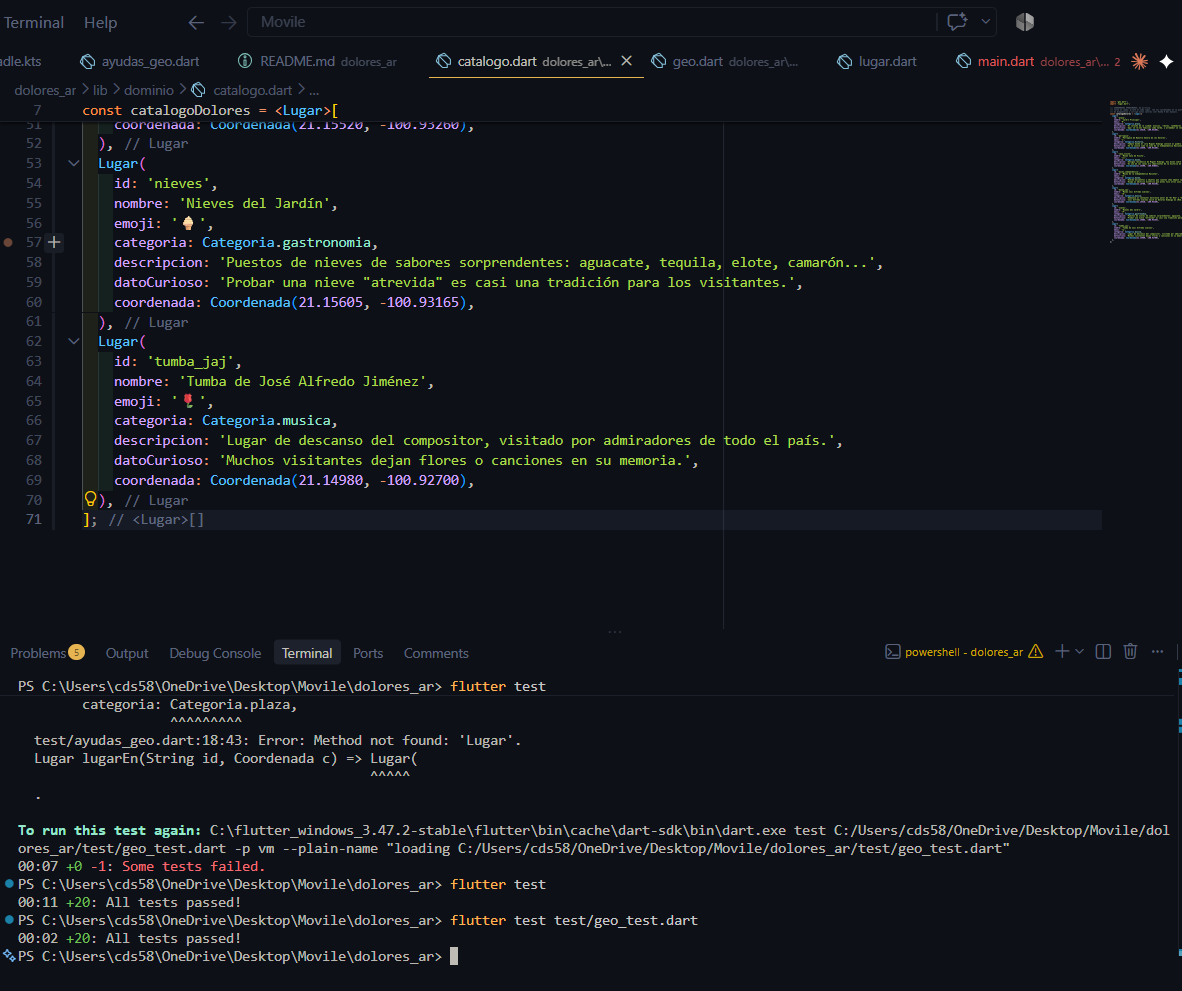 Terminal Help Movile
adle.kts ayudas_geo.dart README.md dolores_ar catalogo.dart dolores_ar\... geo.dart dolores_ar\... lugar.dart main.dart dolores_ar\... 2
dolores_ar > lib > dominio > catalogo.dart > ...
7 const catalogoDolores = <Lugar>[
51 coordenada: Coordenada(21.15520, -100.93260),
52 ), // Lugar
53 Lugar(
54 id: 'nieves',
55 nombre: 'Nieves del Jardín',
56 emoji: '🍦',
57 categoria: Categoria.gastronomia,
58 descripcion: 'Puestos de nieves de sabores sorprendentes: aguacate, tequila, elote, camarón...',
59 datoCurioso: 'Probar una nieve "atrevida" es casi una tradición para los visitantes.',
60 coordenada: Coordenada(21.15605, -100.93165),
61 ), // Lugar
62 Lugar(
63 id: 'tumba_jaj',
64 nombre: 'Tumba de José Alfredo Jiménez',
65 emoji: '🌹',
66 categoria: Categoria.musica,
67 descripcion: 'Lugar de descanso del compositor, visitado por admiradores de todo el país.',
68 datoCurioso: 'Muchos visitantes dejan flores o canciones en su memoria.',
69 coordenada: Coordenada(21.14980, -100.92700),
70 ), // Lugar
71 ]; // <Lugar>[]
Problems 5 Output Debug Console Terminal Ports Comments powershell - dolores_ar
PS C:\Users\cds58\OneDrive\Desktop\Movile\dolores_ar> flutter test
categoria: Categoria.plaza,
^^^^^^^^^
test/ayudas_geo.dart:18:43: Error: Method not found: 'Lugar'.
Lugar lugarEn(String id, Coordenada c) => Lugar(
^^^^^
.
To run this test again: C:\flutter_windows_3.47.2-stable\flutter\bin\cache\dart-sdk\bin\dart.exe test C:/Users/cds58/OneDrive/Desktop/Movile/dol
ores_ar/test/geo_test.dart -p vm --plain-name "loading C:/Users/cds58/OneDrive/Desktop/Movile/dolores_ar/test/geo_test.dart"
00:07 +0 -1: Some tests failed.
PS C:\Users\cds58\OneDrive\Desktop\Movile\dolores_ar> flutter test
00:11 +20: All tests passed!
PS C:\Users\cds58\OneDrive\Desktop\Movile\dolores_ar> flutter test test/geo_test.dart
00:02 +20: All tests passed!
PS C:\Users\cds58\OneDrive\Desktop\Movile\dolores_ar>